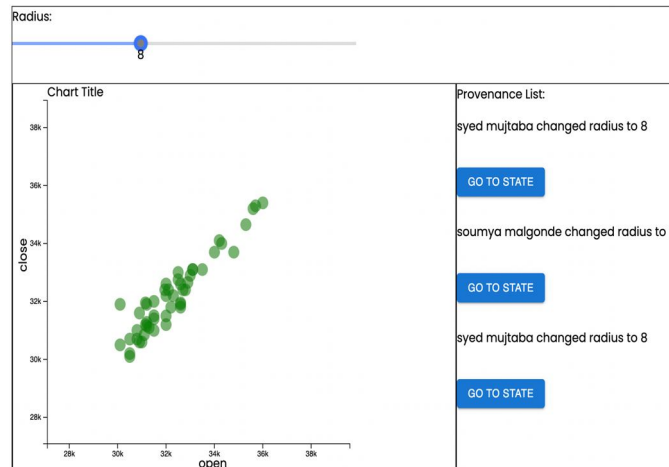 Radius:
8
Chart Title
38k
36k
34k
32k
30k
28k
close
28k
30k
32k
34k
36k
38k
open
Provenance List:
syed mujtaba changed radius to 8
GO TO STATE
soumya malgonde changed radius to
GO TO STATE
syed mujtaba changed radius to 8
GO TO STATE